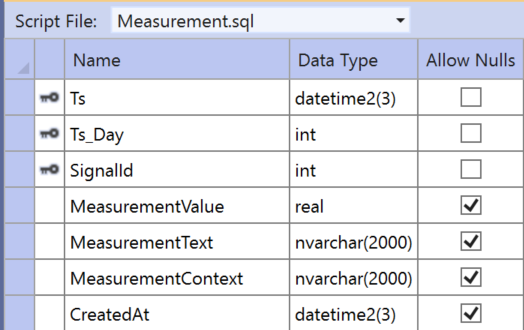 Script File: Measurement.sql
Name Data Type Allow Nulls
Ts datetime2(3)
Ts_Day int
SignalId int
MeasurementValue real
MeasurementText nvarchar(2000)
MeasurementContext nvarchar(2000)
CreatedAt datetime2(3)